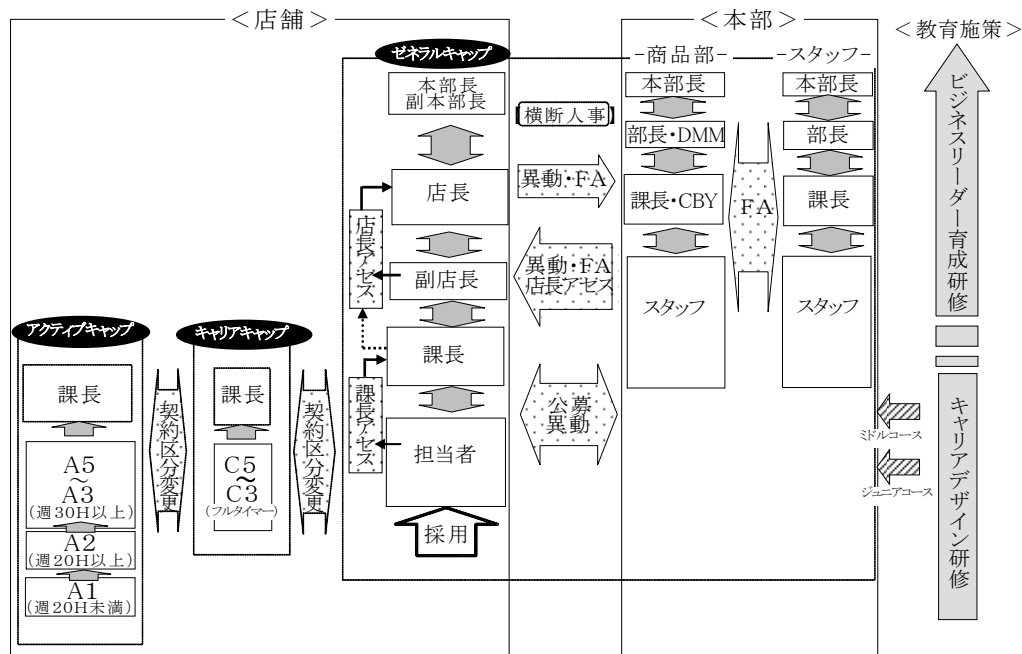 ＜店舗＞
＜本部＞
＜教育施策＞
ゼネラルキャップ
−商品部−
−スタッフ−
本部長
副本部長
本部長
本部長
横断人事
部長・DMM
部長
異動・FA
店長
課長・CBY
FA
課長
店長アセス
副店長
異動・FA
店長アセス
スタッフ
スタッフ
ビジネスリーダー育成研修
アクティブキャップ
キャリアキャップ
課長
課長
課長
契約区分変更
契約区分変更
課長アセス
公募
異動
担当者
A5
～
A3
(週30H以上)
C5
～
C3
(フルタイマー)
採用
A2
(週20H以上)
A1
(週20H未満)
ミドルコース
ジュニアコース
キャリアデザイン研修